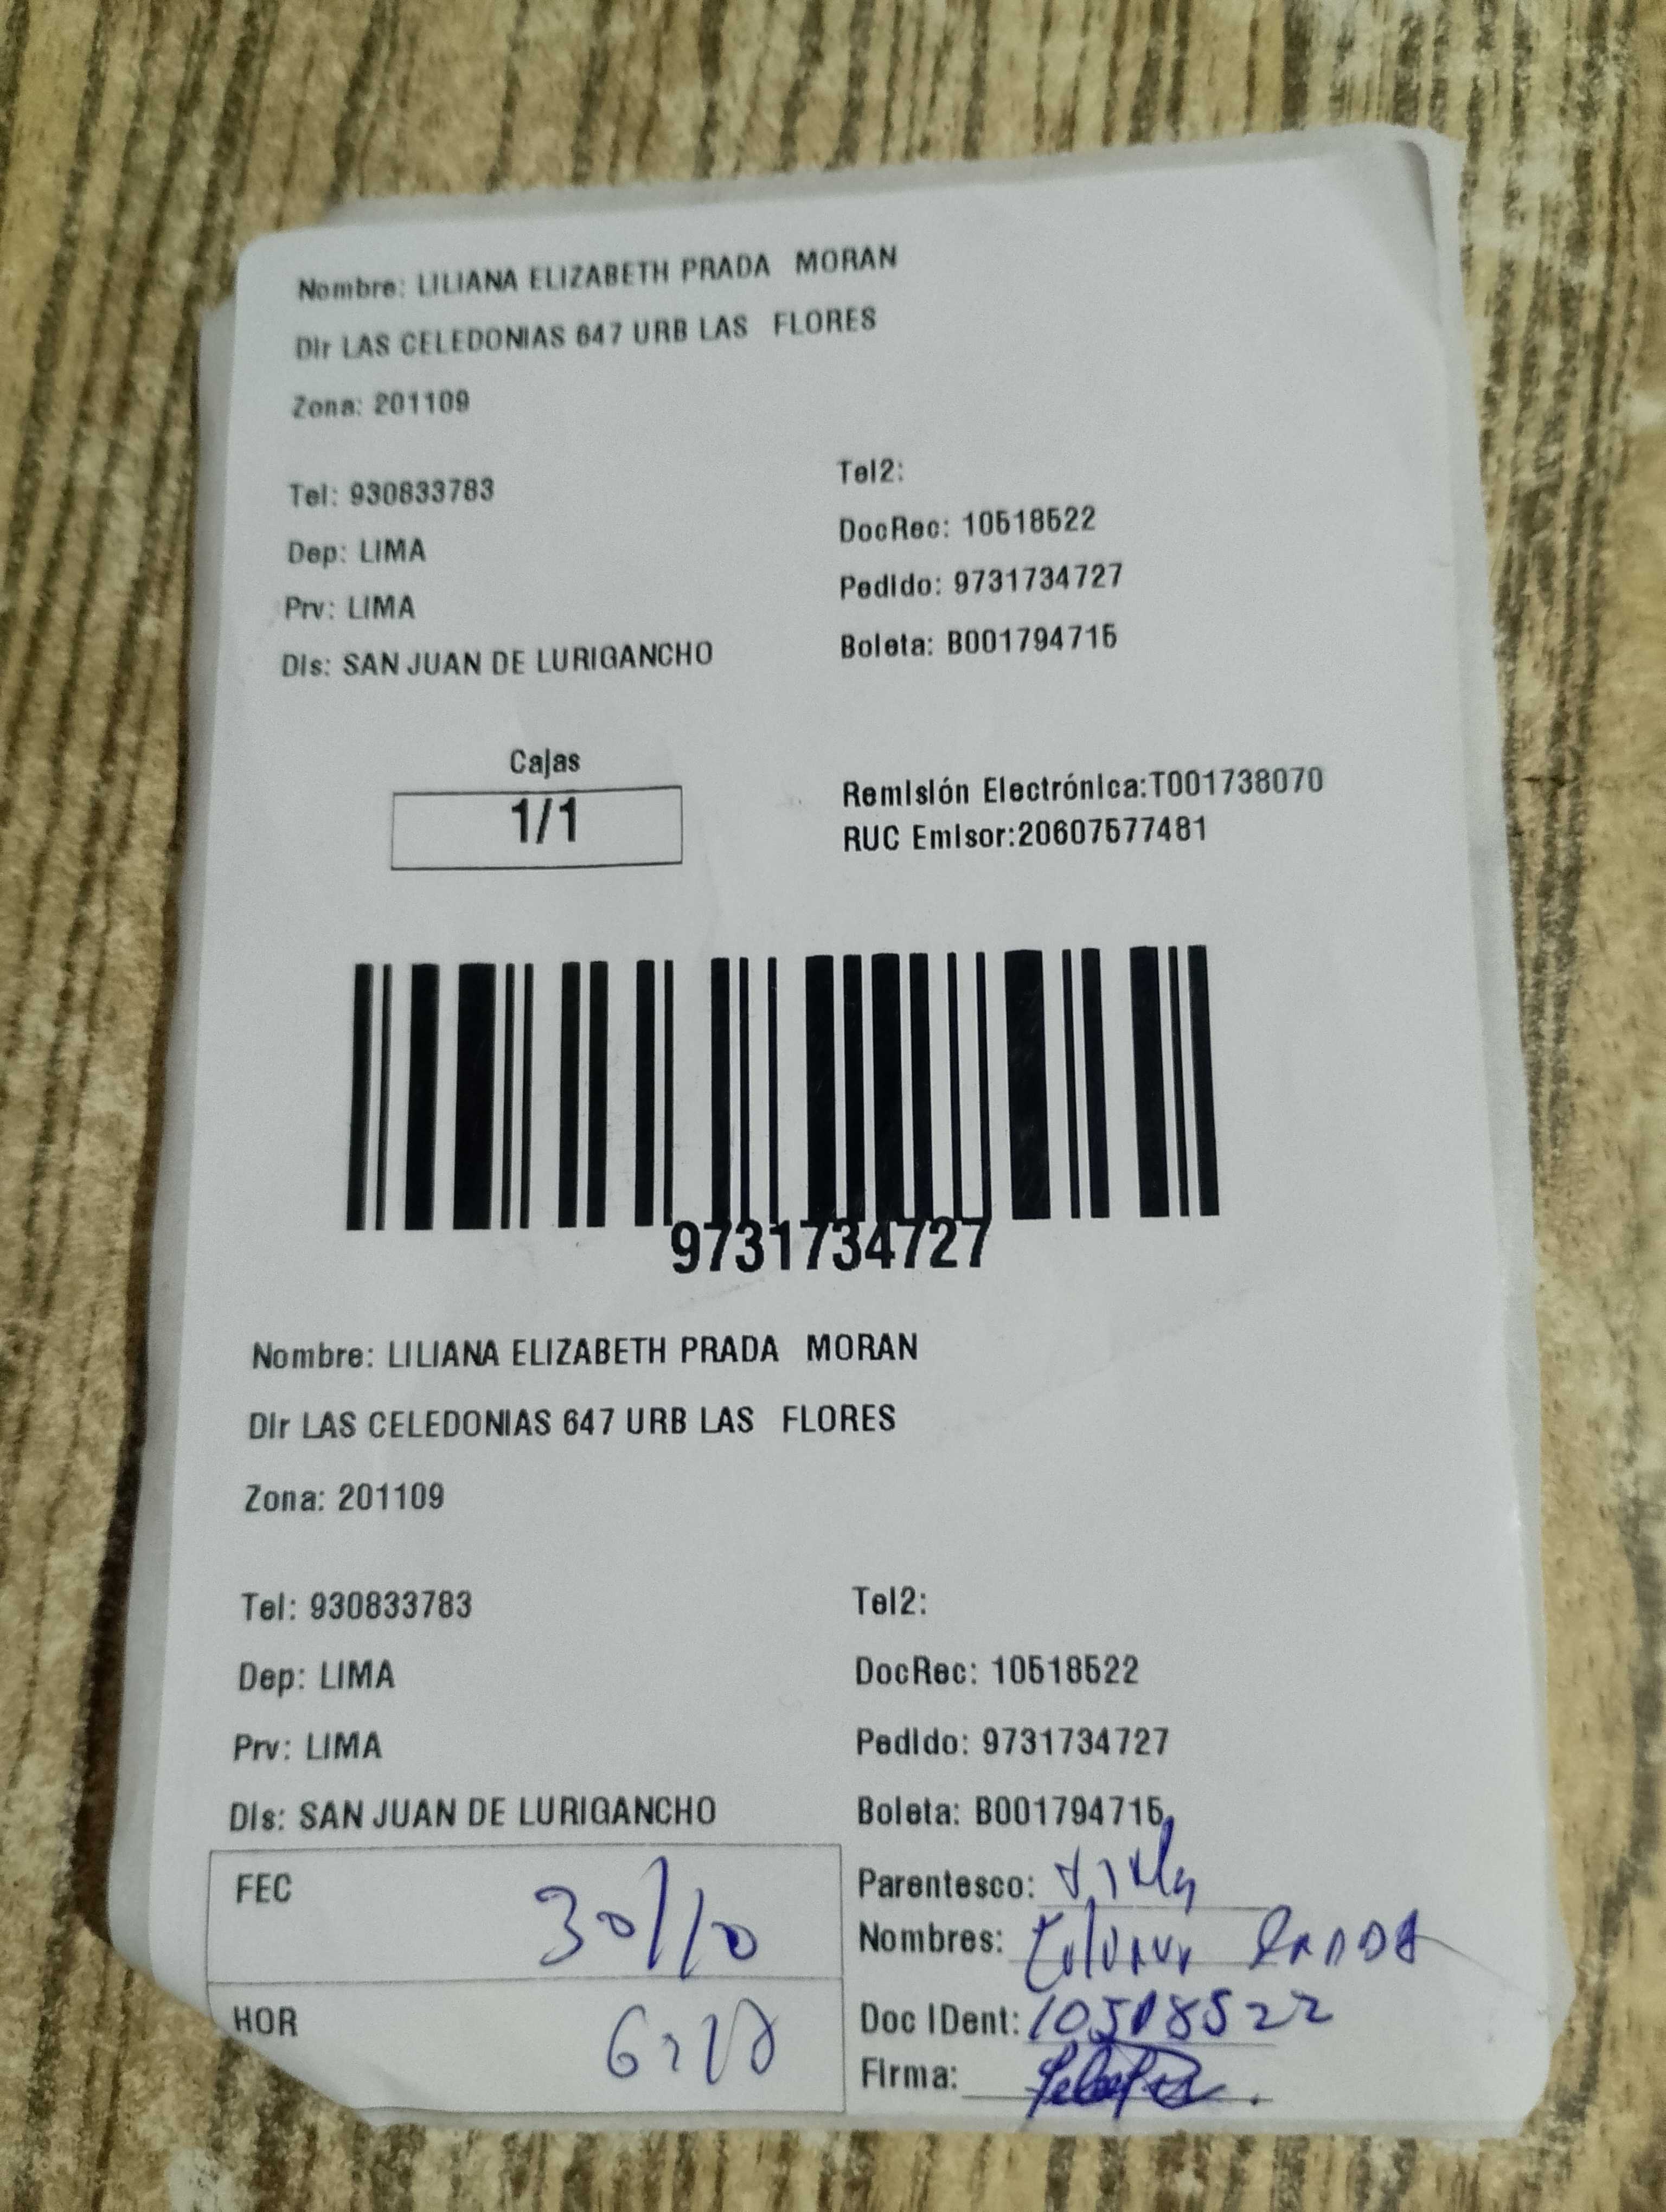 Nombre: LILIANA ELIZABETH PRADA MORAN
Dir LAS CELEDONIAS 647 URB LAS FLORES
Zona: 201109
Tel: 930833783
Tel2:
Dep: LIMA
DocRec: 10518522
Prv: LIMA
Pedido: 9731734727
Dis: SAN JUAN DE LURIGANCHO
Boleta: B001794715
Cajas
1/1
Remisión Electrónica:T001738070
RUC Emisor:20607577481
9731734727
Nombre: LILIANA ELIZABETH PRADA MORAN
Dir LAS CELEDONIAS 647 URB LAS FLORES
Zona: 201109
Tel: 930833783
Tel2:
Dep: LIMA
DocRec: 10518522
Prv: LIMA
Pedido: 9731734727
Dis: SAN JUAN DE LURIGANCHO
Boleta: B001794715
FEC 30/10
Parentesco:
Nombres: PRADA
HOR
Doc IDent: 10518522
Firma: